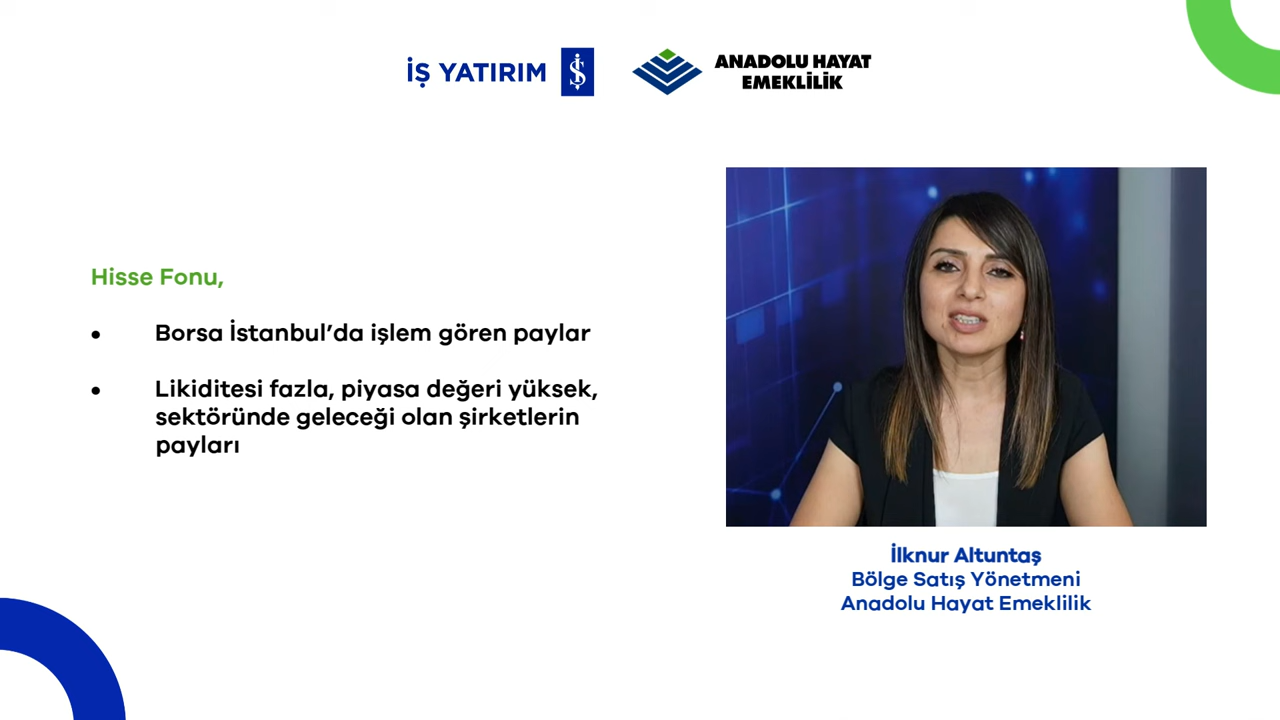 İŞ YATIRIM
ANADOLU HAYAT
EMEKLİLİK
Hisse Fonu,
• Borsa İstanbul’da işlem gören paylar
• Likiditesi fazla, piyasa değeri yüksek,
sektöründe geleceği olan şirketlerin
payları
İlknur Altuntaş
Bölge Satış Yönetmeni
Anadolu Hayat Emeklilik